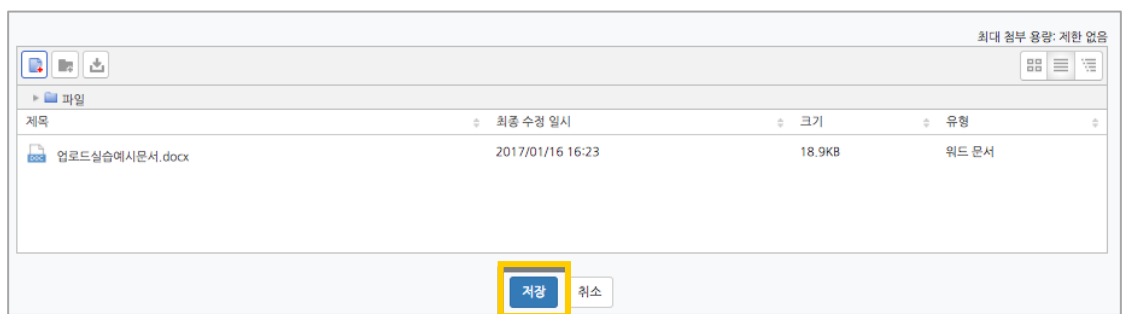 최대 첨부 용량: 제한 없음
파일
제목 최종 수정 일시 크기 유형
DOC 업로드실습예시문서.docx 2017/01/16 16:23 18.9KB 워드 문서
저장 취소